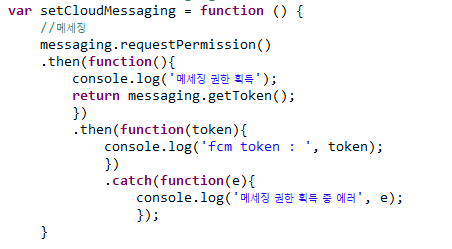 var setCloudMessaging = function () {
//메세징
messaging.requestPermission()
.then(function(){
console.log('메세징 권한 획득');
return messaging.getToken();
})
.then(function(token){
console.log('fcm token : ', token);
})
.catch(function(e){
console.log('메세징 권한 획득 중 에러', e);
});
}